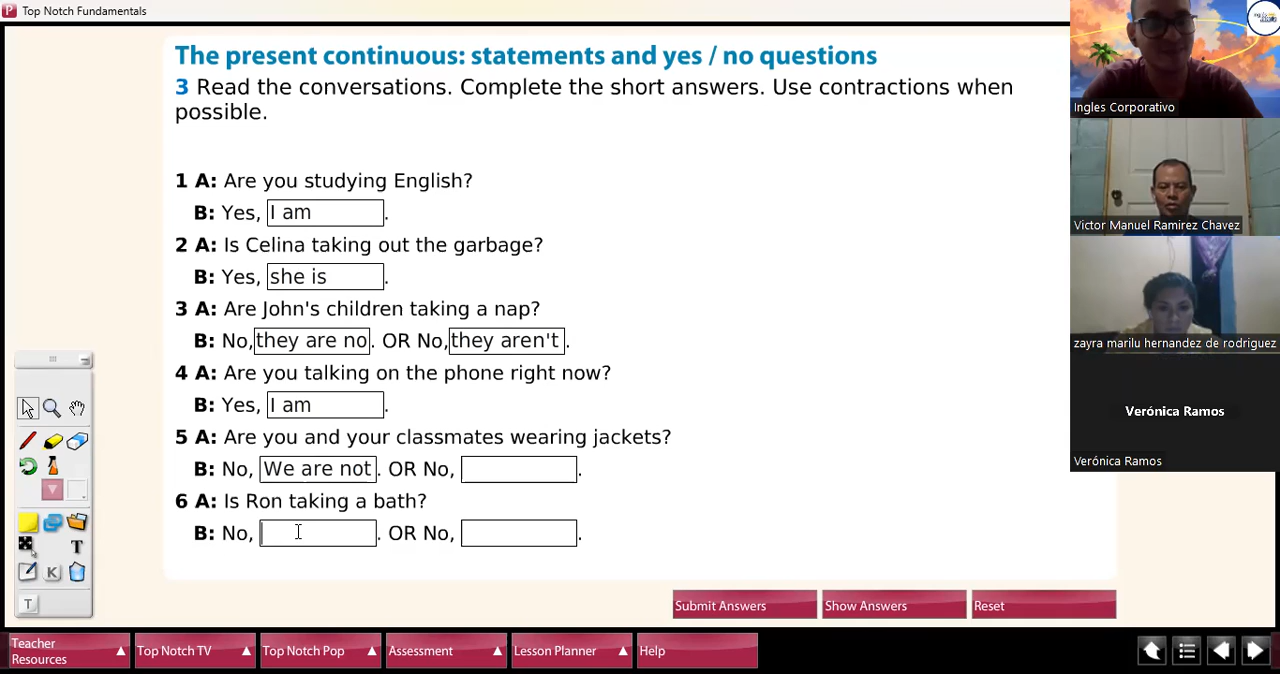 Top Notch Fundamentals
The present continuous: statements and yes / no questions
3 Read the conversations. Complete the short answers. Use contractions when
possible.
1 A: Are you studying English?
B: Yes, I am.
2 A: Is Celina taking out the garbage?
B: Yes, she is.
3 A: Are John's children taking a nap?
B: No, they are no. OR No, they aren't.
4 A: Are you talking on the phone right now?
B: Yes, I am.
5 A: Are you and your classmates wearing jackets?
B: No, We are not. OR No, .
6 A: Is Ron taking a bath?
B: No, . OR No, .
Submit Answers
Show Answers
Reset
Teacher
Resources
Top Notch TV
Top Notch Pop
Assessment
Lesson Planner
Help
T
K
T
Ingles Corporativo
Victor Manuel Ramirez Chavez
zayra marilu hernandez de rodriguez
Verónica Ramos
Verónica Ramos